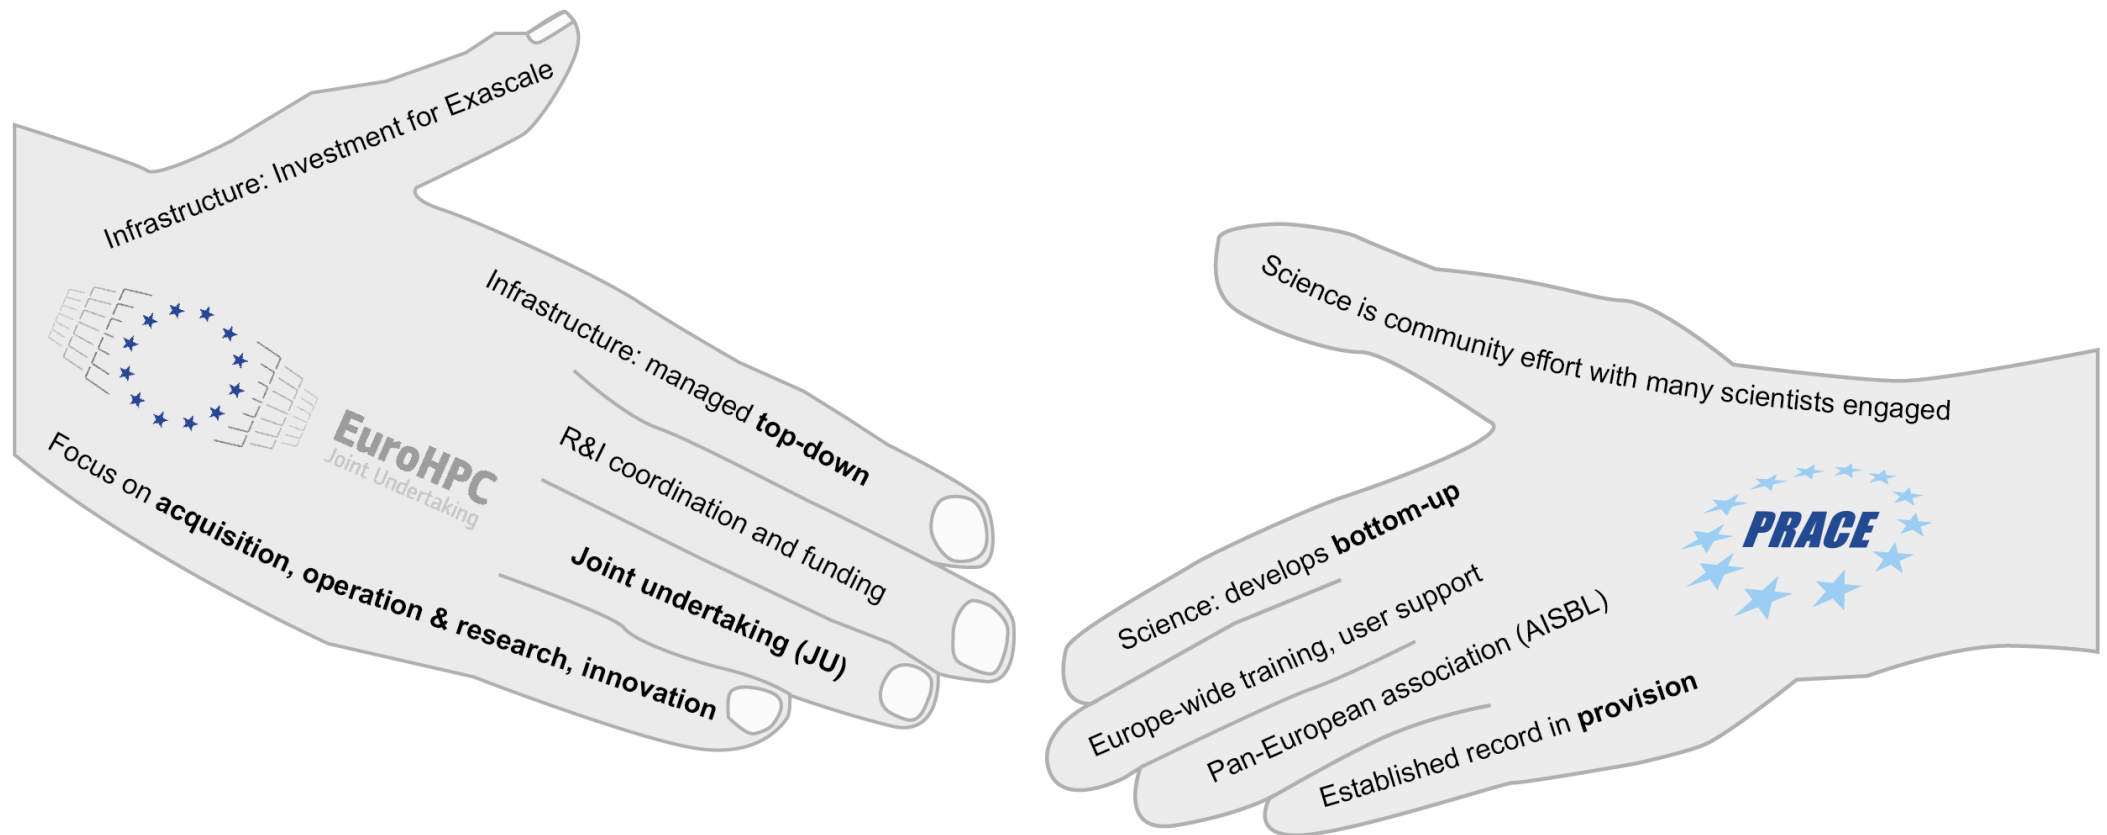 Infrastructure: Investment for Exascale
Infrastructure: managed top-down
R&I coordination and funding
Joint undertaking (JU)
Focus on acquisition, operation & research, innovation
EuroHPC
Joint Undertaking
Science is community effort with many scientists engaged
Science: develops bottom-up
Europe-wide training, user support
Pan-European association (AISBL)
Established record in provision
PRACE